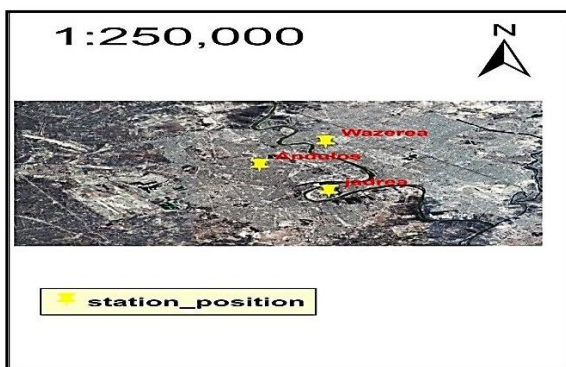 1:250,000
N
Wazerea
Andulos
jadrea
station_position